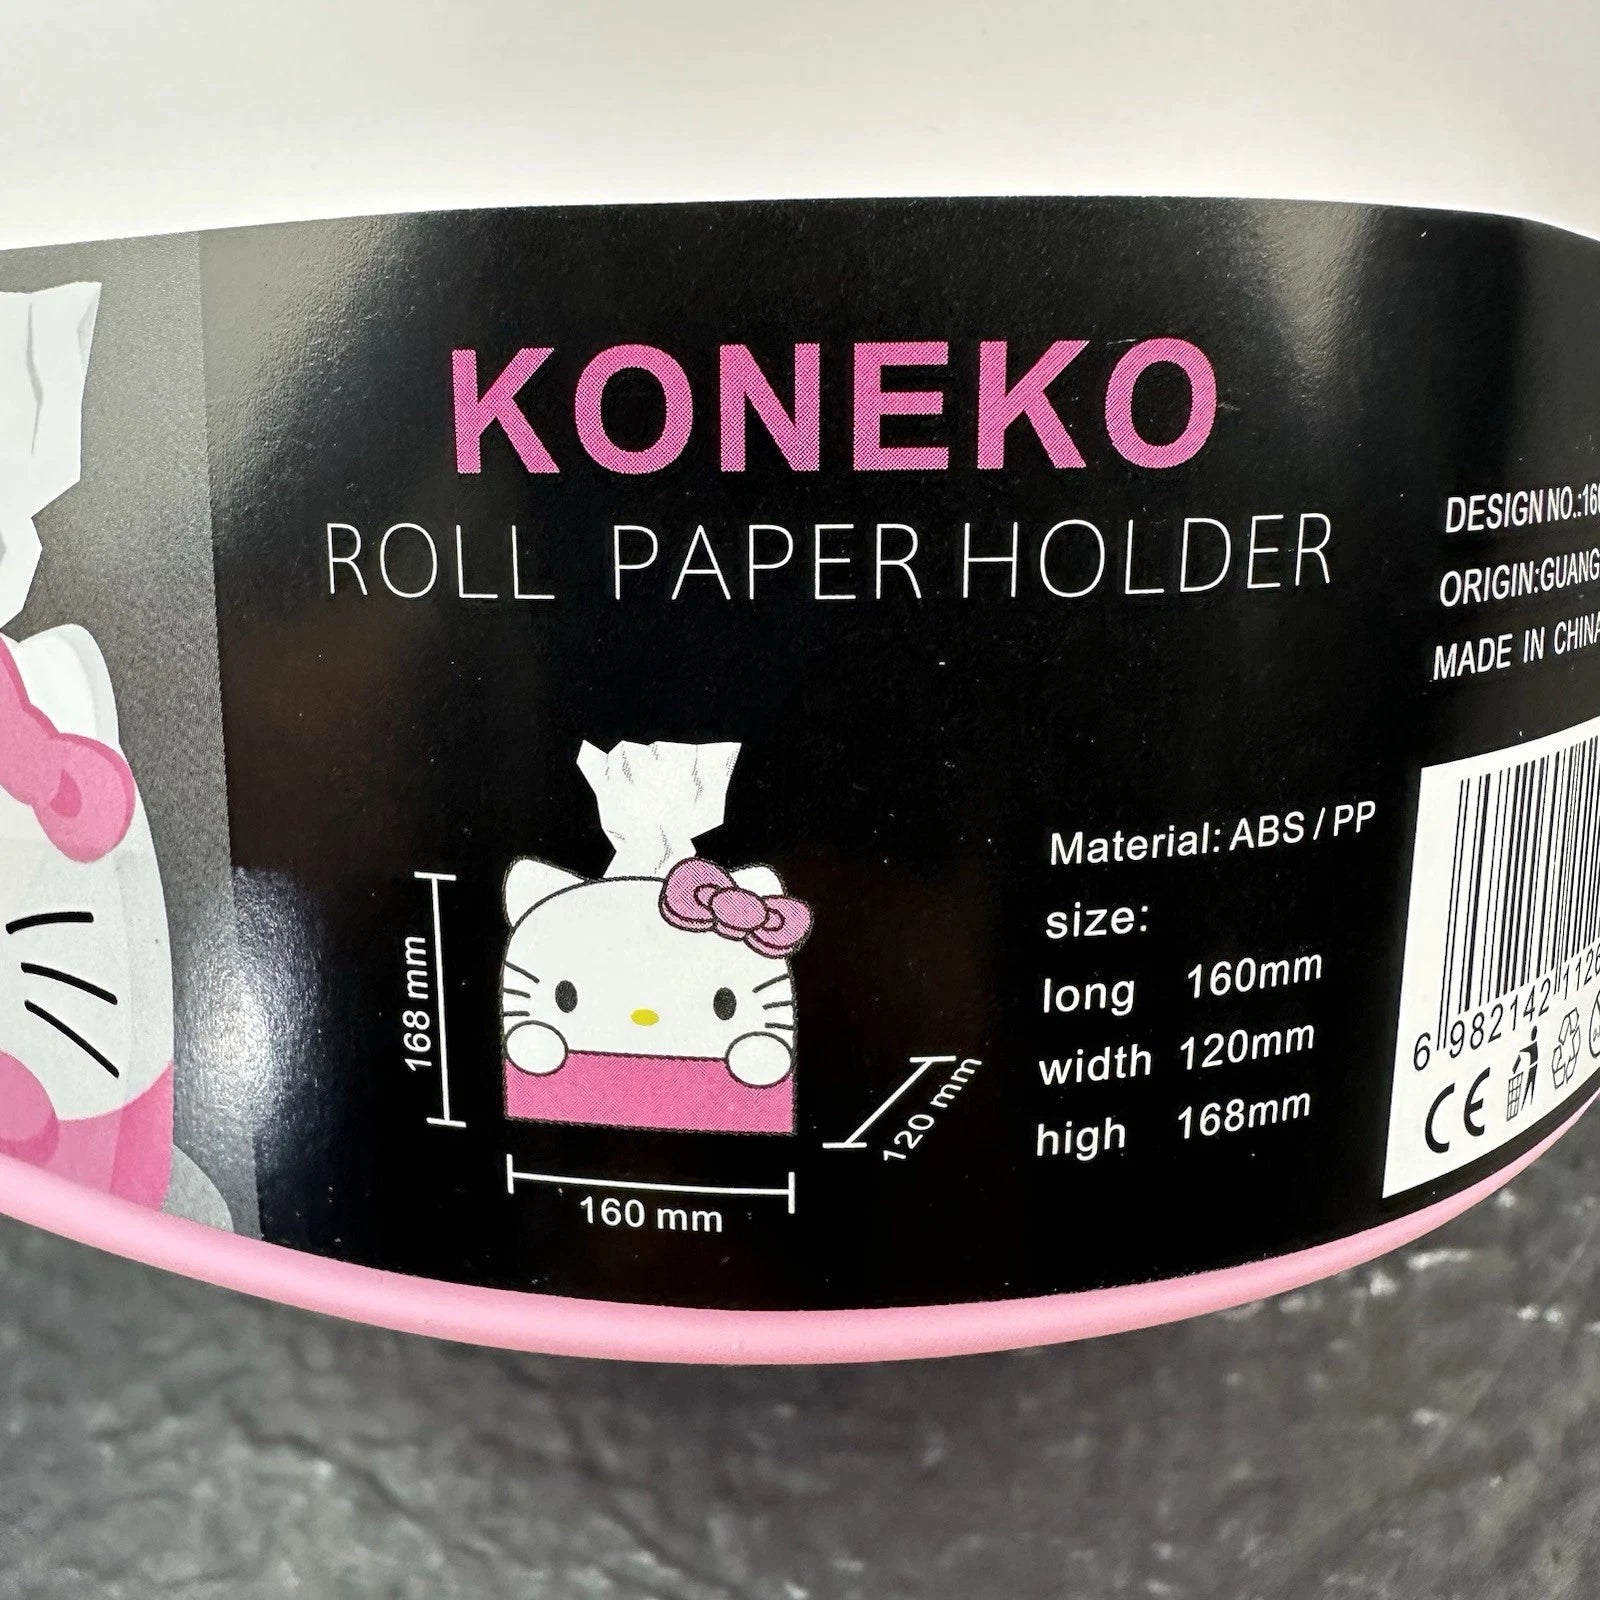 KONEKO
ROLL PAPER HOLDER
168 mm
160 mm
120 mm
Material: ABS / PP
size:
long 160mm
width 120mm
high 168mm
DESIGN NO.:
MADE IN CHINA
CE